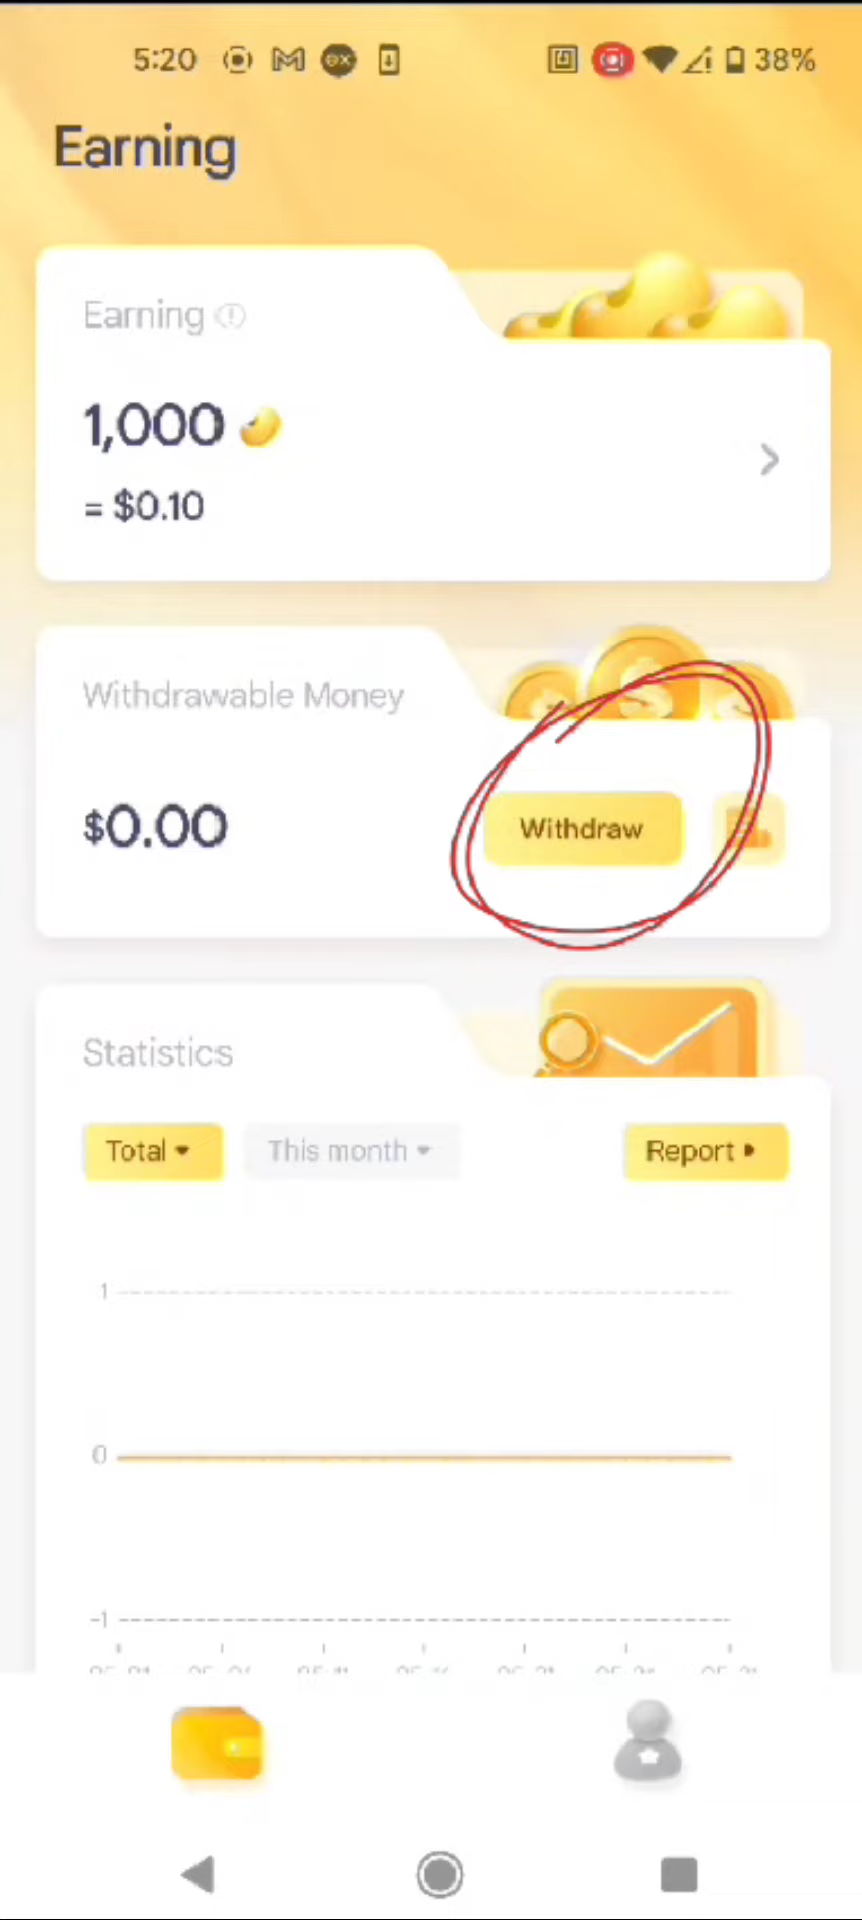 5:20 38%
Earning
Earning
1,000
= $0.10
Withdrawable Money
$0.00
Withdraw
Statistics
Total
This month
Report
1
0
-1